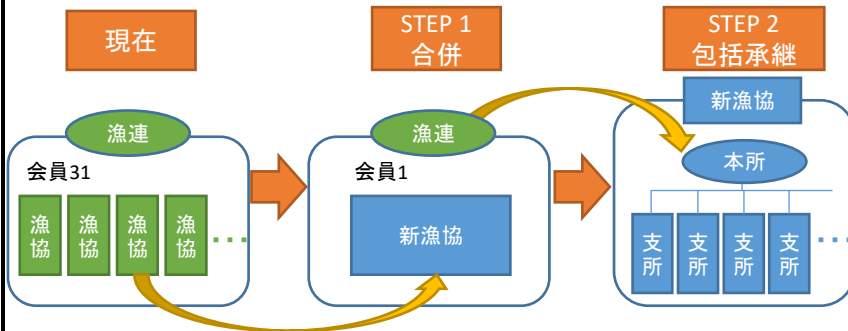 現在
STEP 1
合併
STEP 2
包括承継
漁連
会員31
漁協
漁協
漁協
漁協
…
漁連
会員1
新漁協
新漁協
本所
支所
支所
支所
支所
…